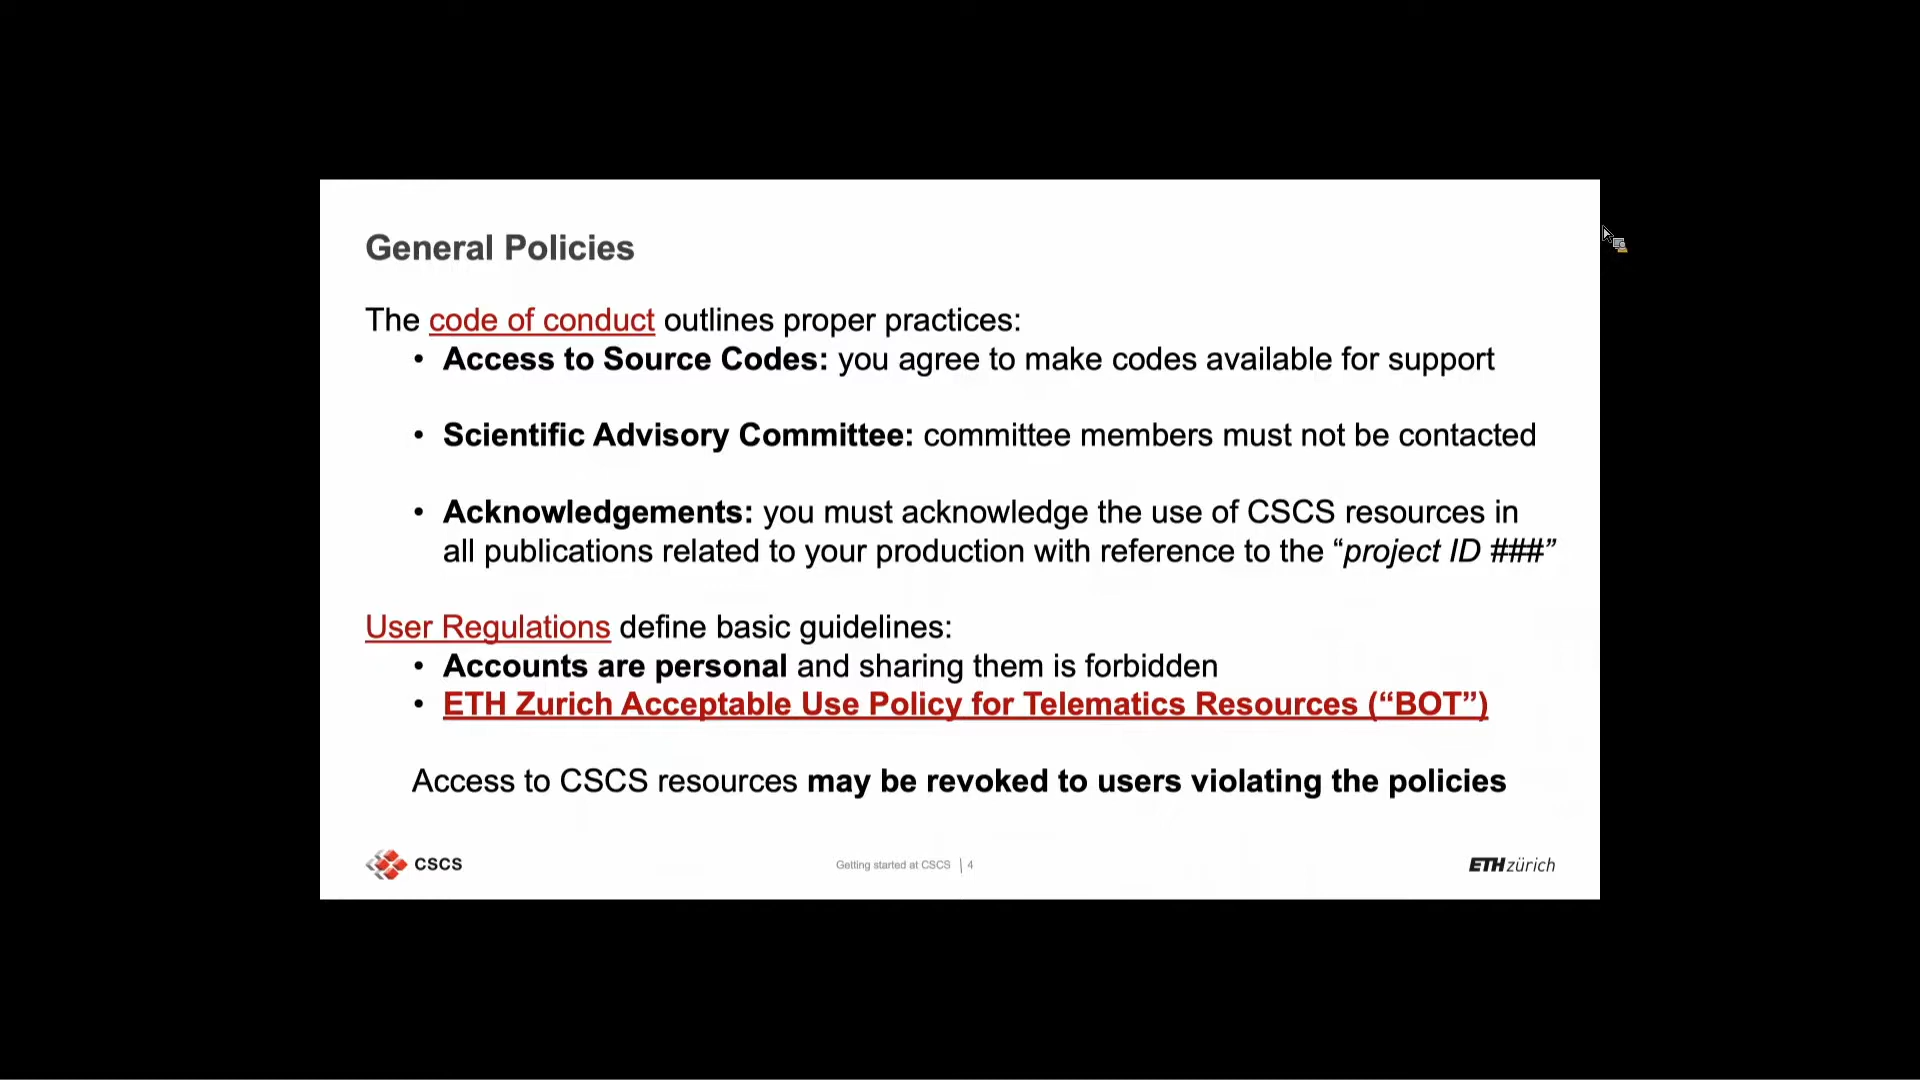 General Policies
The code of conduct outlines proper practices:
• Access to Source Codes: you agree to make codes available for support
• Scientific Advisory Committee: committee members must not be contacted
• Acknowledgements: you must acknowledge the use of CSCS resources in
all publications related to your production with reference to the “project ID ###”
User Regulations define basic guidelines:
• Accounts are personal and sharing them is forbidden
• ETH Zurich Acceptable Use Policy for Telematics Resources (“BOT”)
Access to CSCS resources may be revoked to users violating the policies
CSCS
Getting started at CSCS | 4
ETH zürich